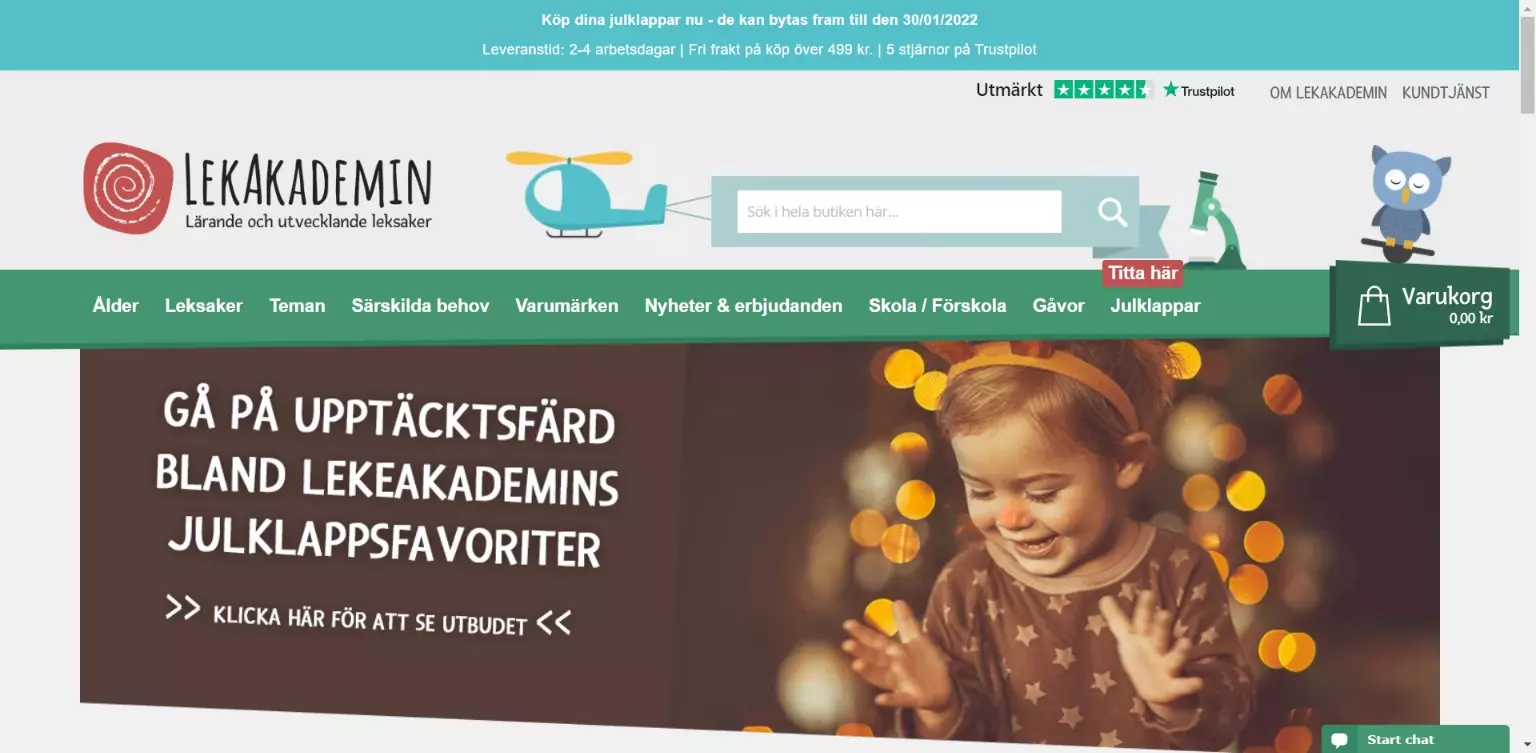 Köp dina julklappar nu - de kan bytas fram till den 30/01/2022
Leveranstid: 2-4 arbetsdagar | Fri frakt på köp över 499 kr. | 5 stjärnor på Trustpilot
Utmärkt Trustpilot OM LEKAKADEMIN KUNDTJÄNST
LEKAKADEMIN
Lärande och utvecklande leksaker
Sök i hela butiken här...
Titta här
Ålder Leksaker Teman Särskilda behov Varumärken Nyheter & erbjudanden Skola / Förskola Gåvor Julklappar
Varukorg
0,00 kr
GÅ PÅ UPPTÄCKTSFÄRD
BLAND LEKEAKADEMINS
JULKLAPPSFAVORITER
>> KLICKA HÄR FÖR ATT SE UTBUDET <<
Start chat